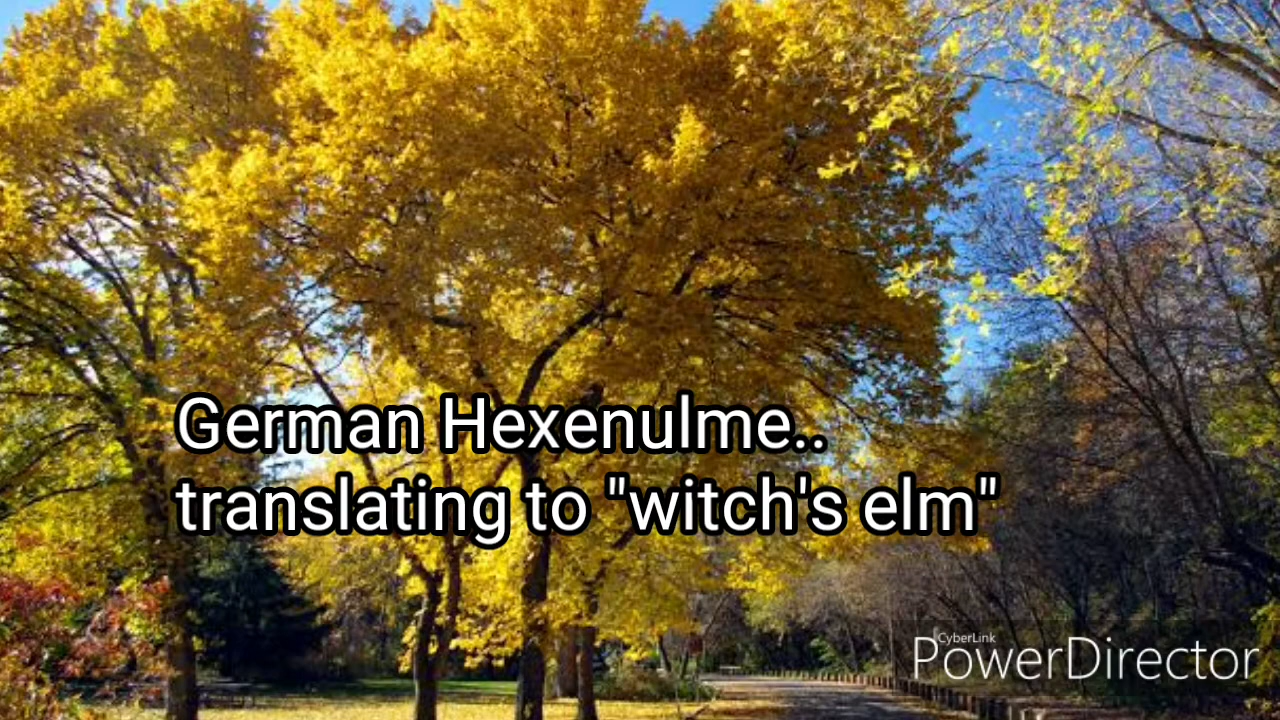 German Hexenulme..
translating to "witch's elm"
CyberLink
PowerDirector